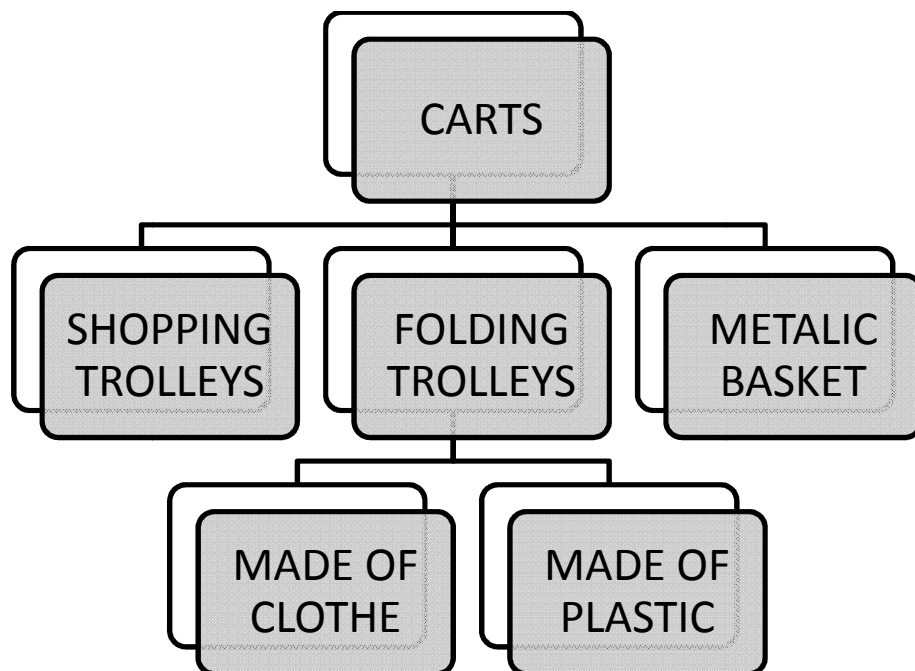 CARTS
SHOPPING
TROLLEYS
FOLDING
TROLLEYS
METALIC
BASKET
MADE OF
CLOTHE
MADE OF
PLASTIC